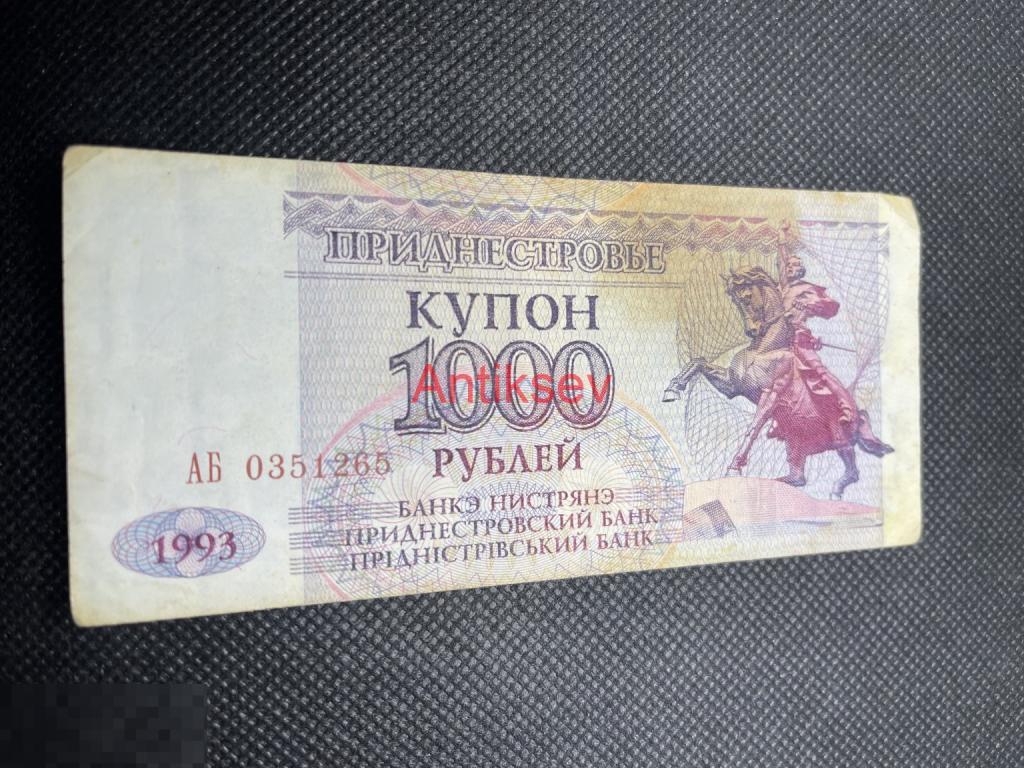 ПРИДНЕСТРОВЬЕ
КУПОН
1000
Antiksev
РУБЛЕЙ
АБ 0351265
БАНКЭ НИСТРЯНЭ
ПРИДНЕСТРОВСКИЙ БАНК
ПРІДНІСТРІВСЬКИЙ БАНК
1993